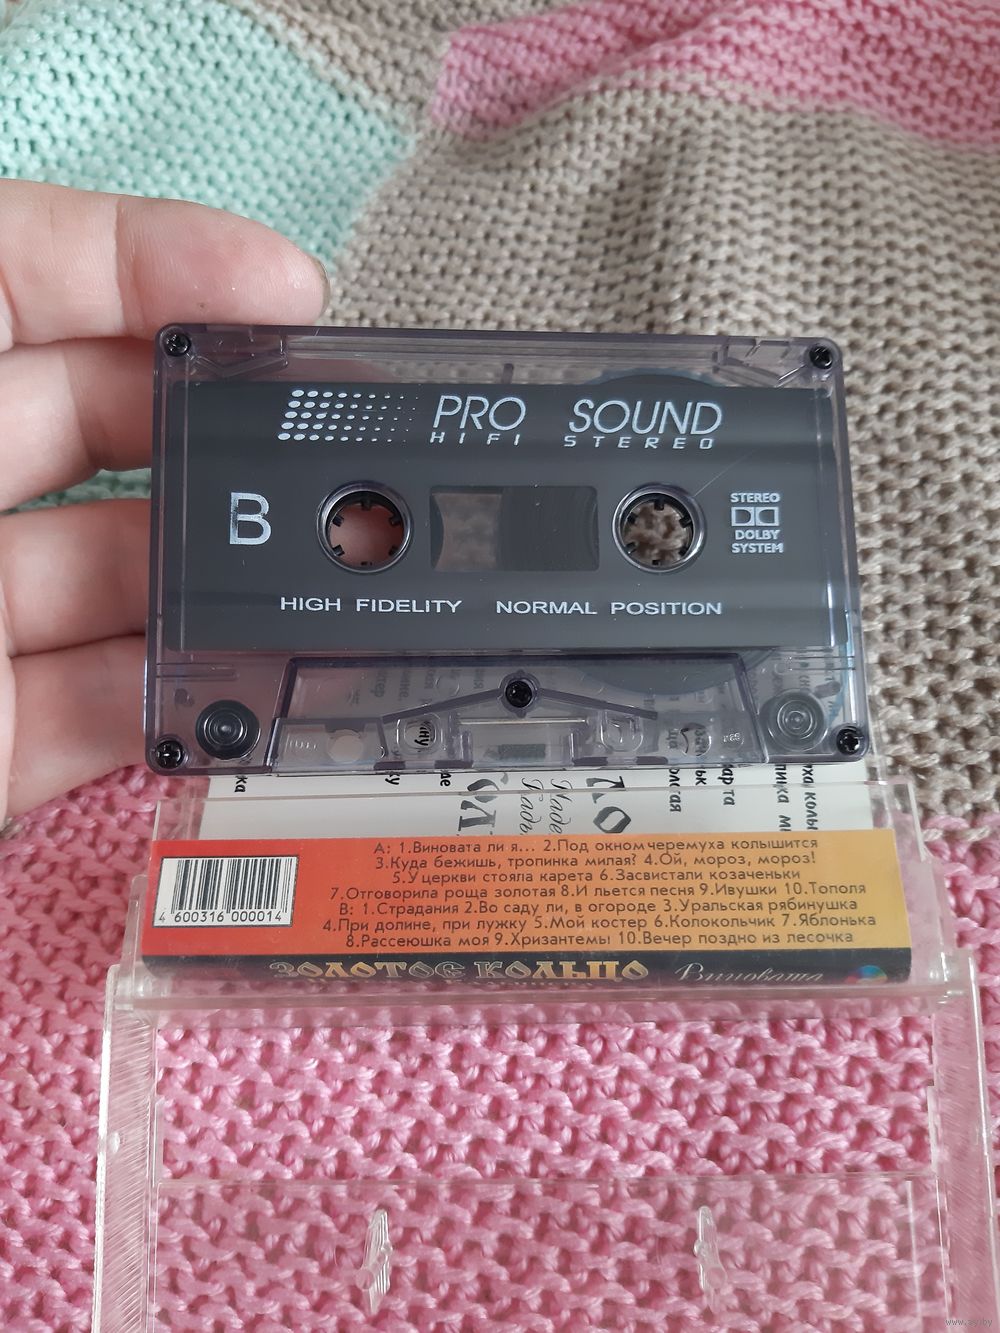 PRO SOUND
HIFI STEREO
B
STEREO
DOLBY
SYSTEM
HIGH FIDELITY NORMAL POSITION
А: 1.Виновата ли я... 2.Под окном черемуха колышится
3.Куда бежишь, тропинка милая? 4.Ой, мороз, мороз!
5.У церкви стояла карета 6.Засвистали козаченьки
7.Отговорила роща золотая 8.И льется песня 9.Ивушки 10.Тополя
В: 1.Страдания 2.Во саду ли, в огороде 3.Уральская рябинушка
4.При долине, при лужку 5.Мой костер 6.Колокольчик 7.Яблонька
8.Рассеюшка моя 9.Хризантемы 10.Вечер поздно из лесочка
4 600316 000014
ЗОЛОТОЕ КОЛЬЦО Виновата
www.ay.by